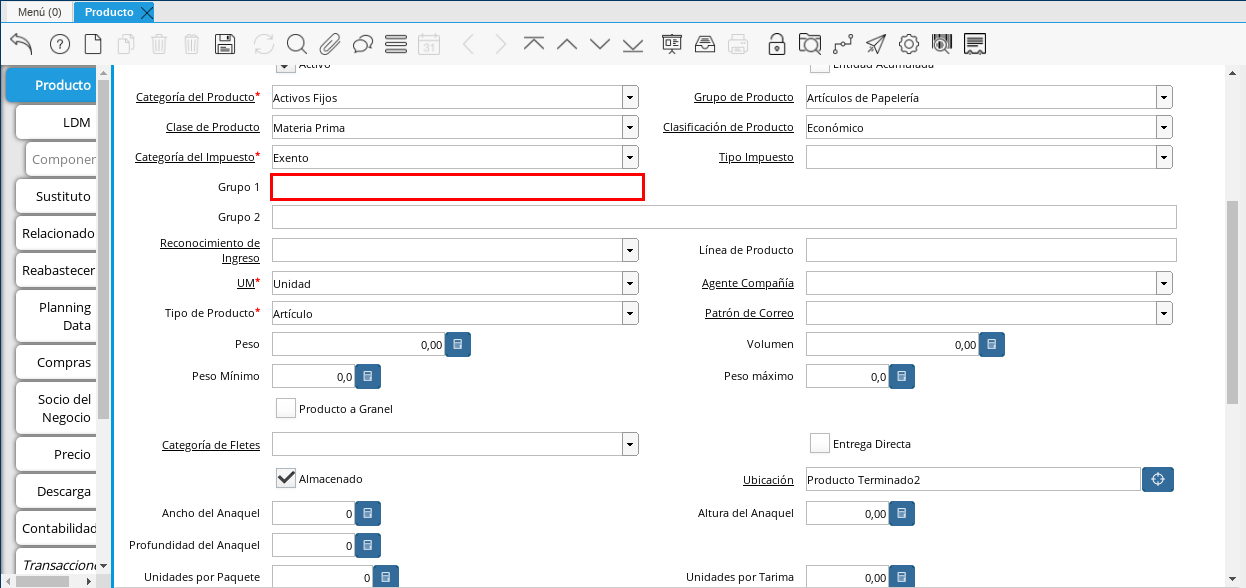 Menú (0) Producto
31
Producto
LDM
Componen
Sustituto
Relacionado
Reabastecer
Planning
Data
Compras
Socio del
Negocio
Precio
Descarga
Contabilidad
Transaccione
Activo Entidad Acumulada
Categoría del Producto* Activos Fijos Grupo de Producto Artículos de Papelería
Clase de Producto Materia Prima Clasificación de Producto Económico
Categoría del Impuesto* Exento Tipo Impuesto
Grupo 1
Grupo 2
Reconocimiento de
Ingreso Línea de Producto
UM* Unidad Agente Compañía
Tipo de Producto* Artículo Patrón de Correo
Peso 0,00 Volumen 0,00
Peso Mínimo 0,0 Peso máximo 0,0
Producto a Granel
Categoría de Fletes Entrega Directa
Almacenado Ubicación Producto Terminado2
Ancho del Anaquel 0 Altura del Anaquel 0,00
Profundidad del Anaquel 0
Unidades por Paquete 0 Unidades por Tarima 0,00